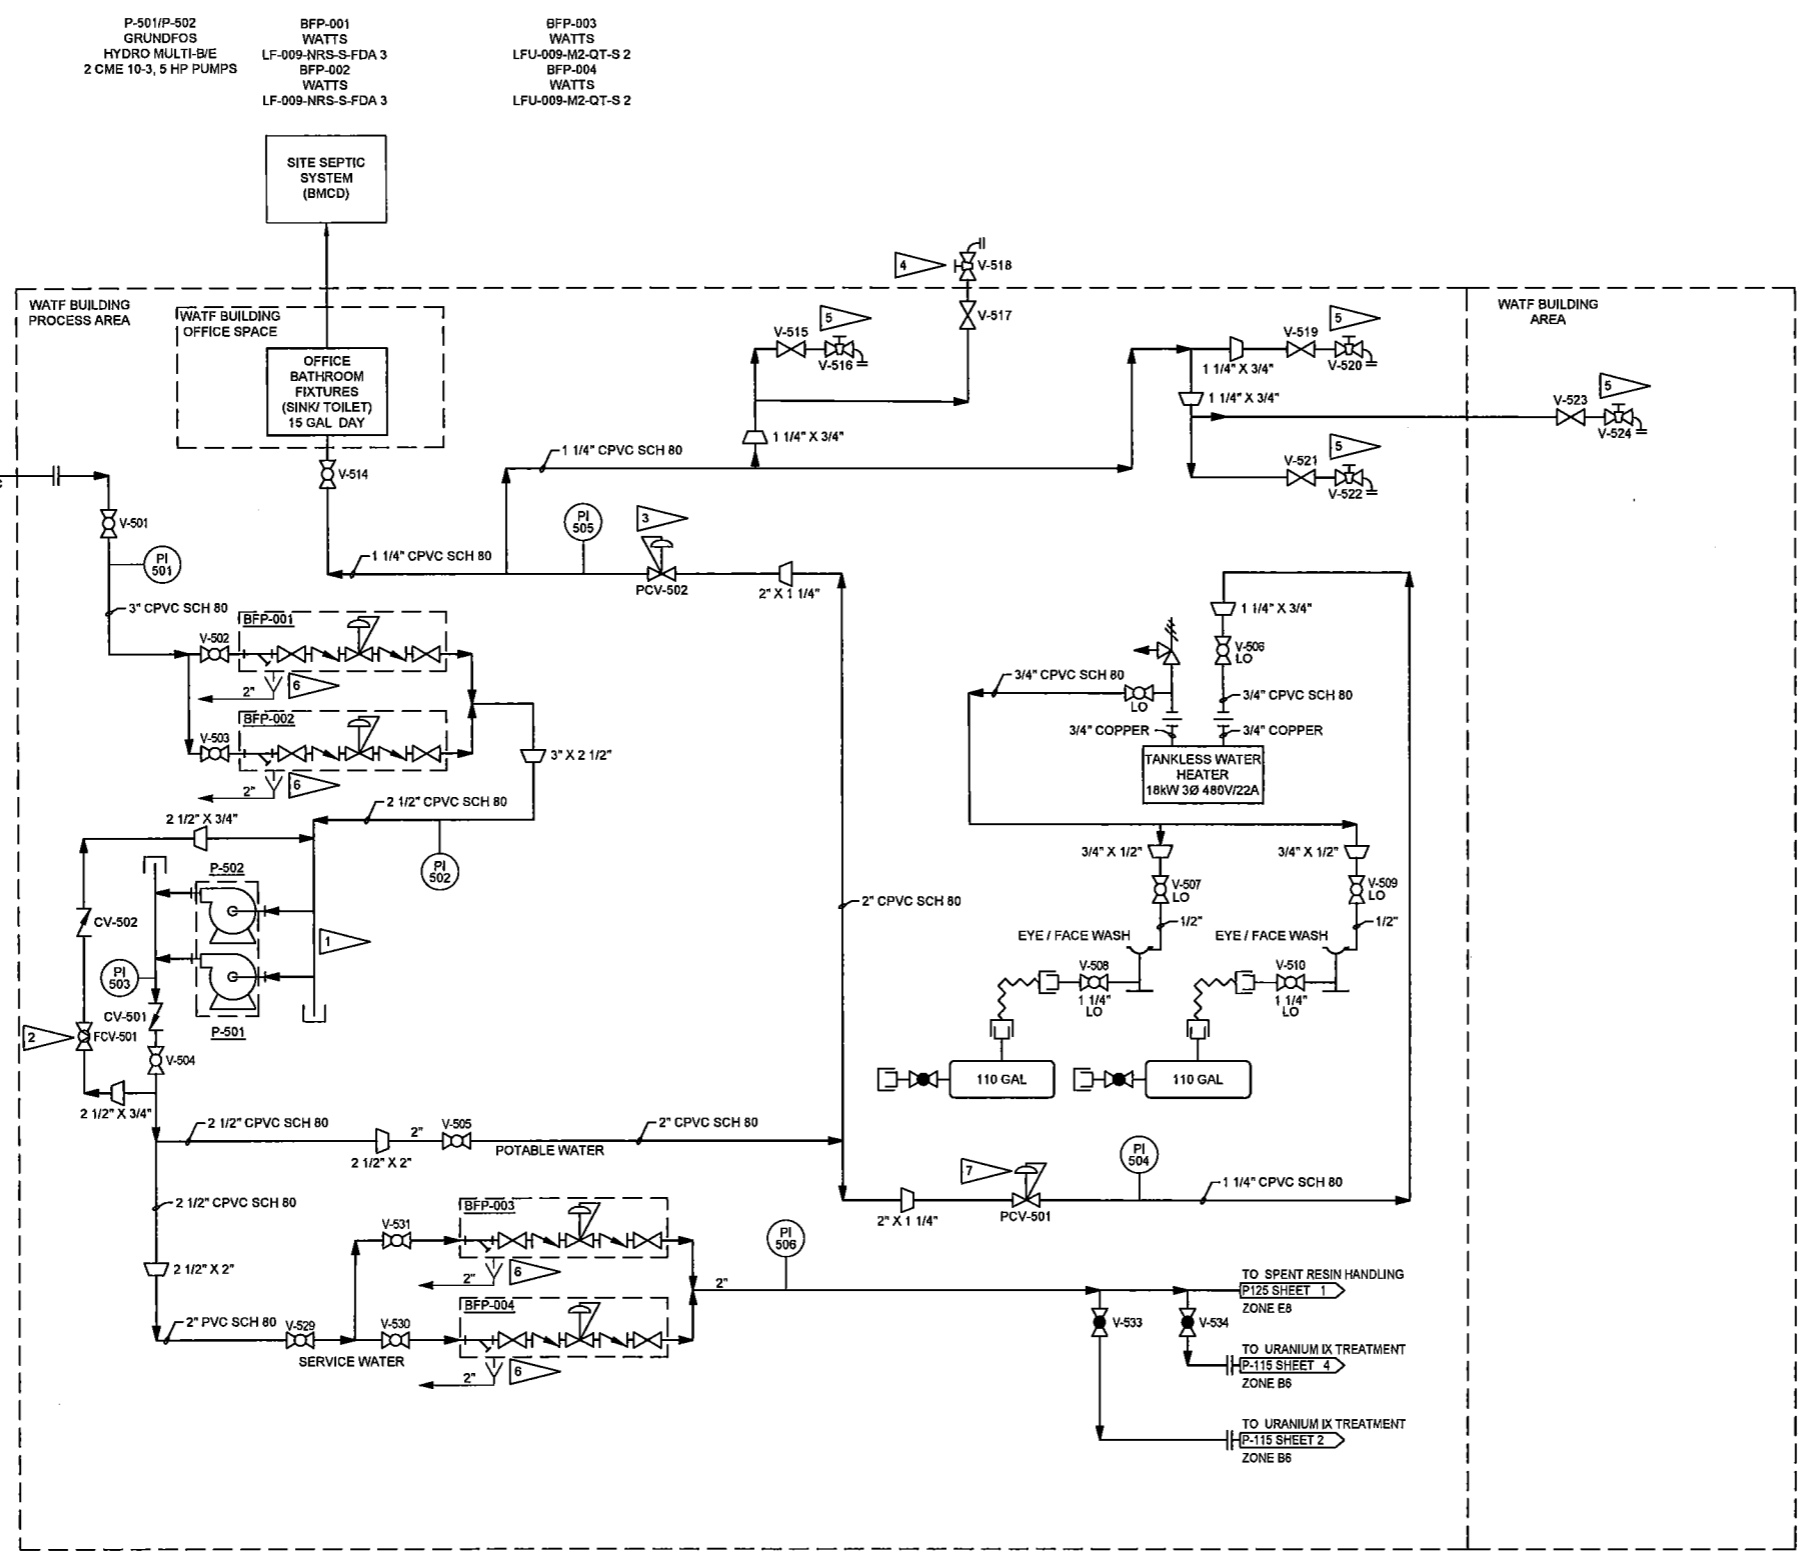 P-501/P-502
GRUNDFOS
HYDRO MULTI-B/E
2 CME 10-3, 5 HP PUMPS
BFP-001
WATTS
LF-009-NRS-S-FDA 3
BFP-002
WATTS
LF-009-NRS-S-FDA 3
BFP-003
WATTS
LFU-009-M2-QT-S 2
BFP-004
WATTS
LFU-009-M2-QT-S 2
SITE SEPTIC
SYSTEM
(BMCD)
WATF BUILDING
PROCESS AREA
WATF BUILDING
OFFICE SPACE
OFFICE
BATHROOM
FIXTURES
(SINK/ TOILET)
15 GAL DAY
V-514
4
V-518
V-517
5
V-515
V-516
1 1/4" X 3/4"
1 1/4" CPVC SCH 80
5
V-519
V-520
1 1/4" X 3/4"
1 1/4" X 3/4"
5
V-521
V-522
WATF BUILDING
AREA
5
V-523
V-524
V-501
PI
501
3" CPVC SCH 80
1 1/4" CPVC SCH 80
PI
505
3
PCV-502
2" X 1 1/4"
BFP-001
V-502
2"
6
BFP-002
V-503
2"
6
3" X 2 1/2"
2 1/2" CPVC SCH 80
PI
502
2 1/2" X 3/4"
P-502
CV-502
1
PI
503
CV-501
P-501
2
FCV-501
V-504
2 1/2" X 3/4"
1 1/4" X 3/4"
V-506
LO
3/4" CPVC SCH 80
LO
3/4" CPVC SCH 80
3/4" COPPER
3/4" COPPER
TANKLESS WATER
HEATER
18kW 3Ø 480V/22A
3/4" X 1/2"
V-507
LO
1/2"
3/4" X 1/2"
V-509
LO
1/2"
2" CPVC SCH 80
EYE / FACE WASH
V-508
1 1/4"
LO
EYE / FACE WASH
V-510
1 1/4"
LO
110 GAL
110 GAL
2 1/2" CPVC SCH 80
2"
V-505
2 1/2" X 2"
POTABLE WATER
2" CPVC SCH 80
2" X 1 1/4"
7
PCV-501
PI
504
1 1/4" CPVC SCH 80
2 1/2" CPVC SCH 80
2 1/2" X 2"
2" PVC SCH 80
V-529
SERVICE WATER
V-531
V-530
BFP-003
2"
6
BFP-004
2"
6
2"
PI
506
V-533
V-534
TO SPENT RESIN HANDLING
P125 SHEET 1
ZONE E8
TO URANIUM IX TREATMENT
P-115 SHEET 4
ZONE B6
TO URANIUM IX TREATMENT
P-115 SHEET 2
ZONE B6